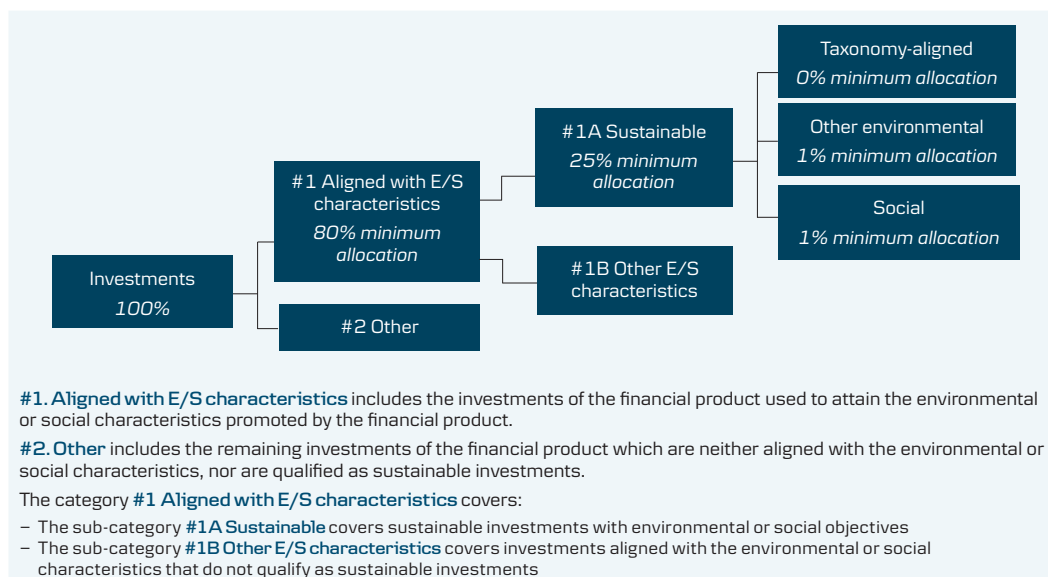 Investments
100%
#1 Aligned with E/S
characteristics
80% minimum
allocation
#2 Other
#1A Sustainable
25% minimum
allocation
#1B Other E/S
characteristics
Taxonomy-aligned
0% minimum allocation
Other environmental
1% minimum allocation
Social
1% minimum allocation
#1. Aligned with E/S characteristics includes the investments of the financial product used to attain the environmental
or social characteristics promoted by the financial product.
#2. Other includes the remaining investments of the financial product which are neither aligned with the environmental or
social characteristics, nor are qualified as sustainable investments.
The category #1 Aligned with E/S characteristics covers:
– The sub-category #1A Sustainable covers sustainable investments with environmental or social objectives
– The sub-category #1B Other E/S characteristics covers investments aligned with the environmental or social
characteristics that do not qualify as sustainable investments